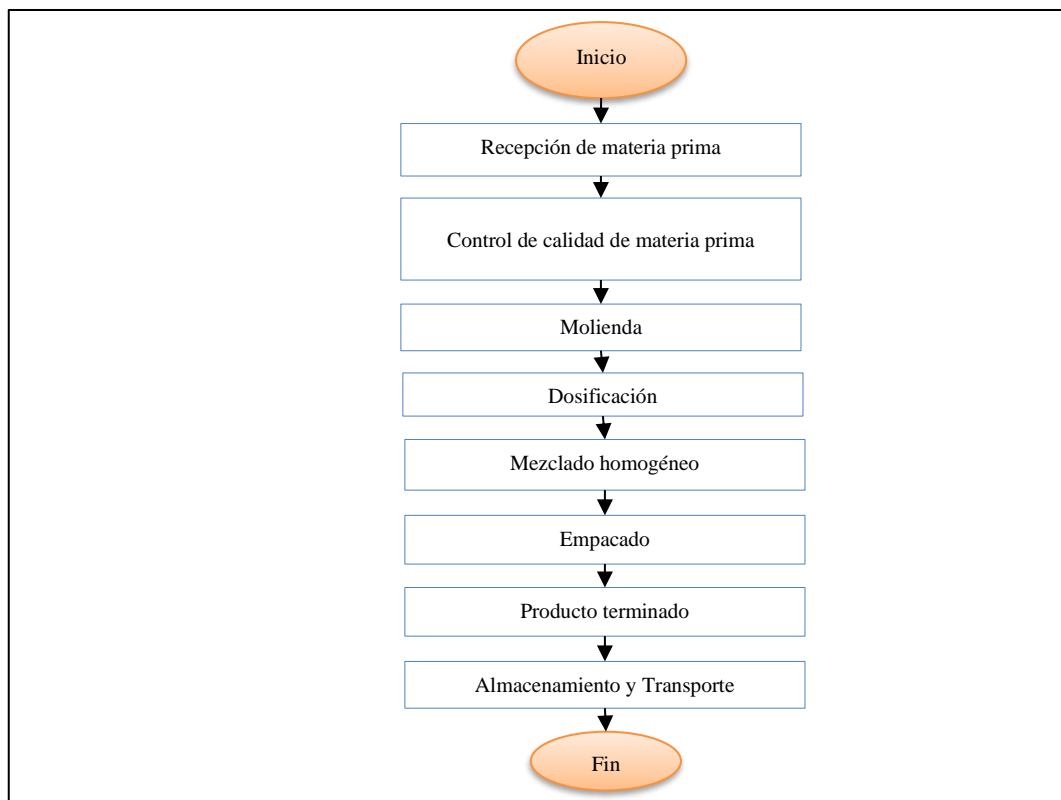 Inicio
Recepción de materia prima
Control de calidad de materia prima
Molienda
Dosificación
Mezclado homogéneo
Empacado
Producto terminado
Almacenamiento y Transporte
Fin